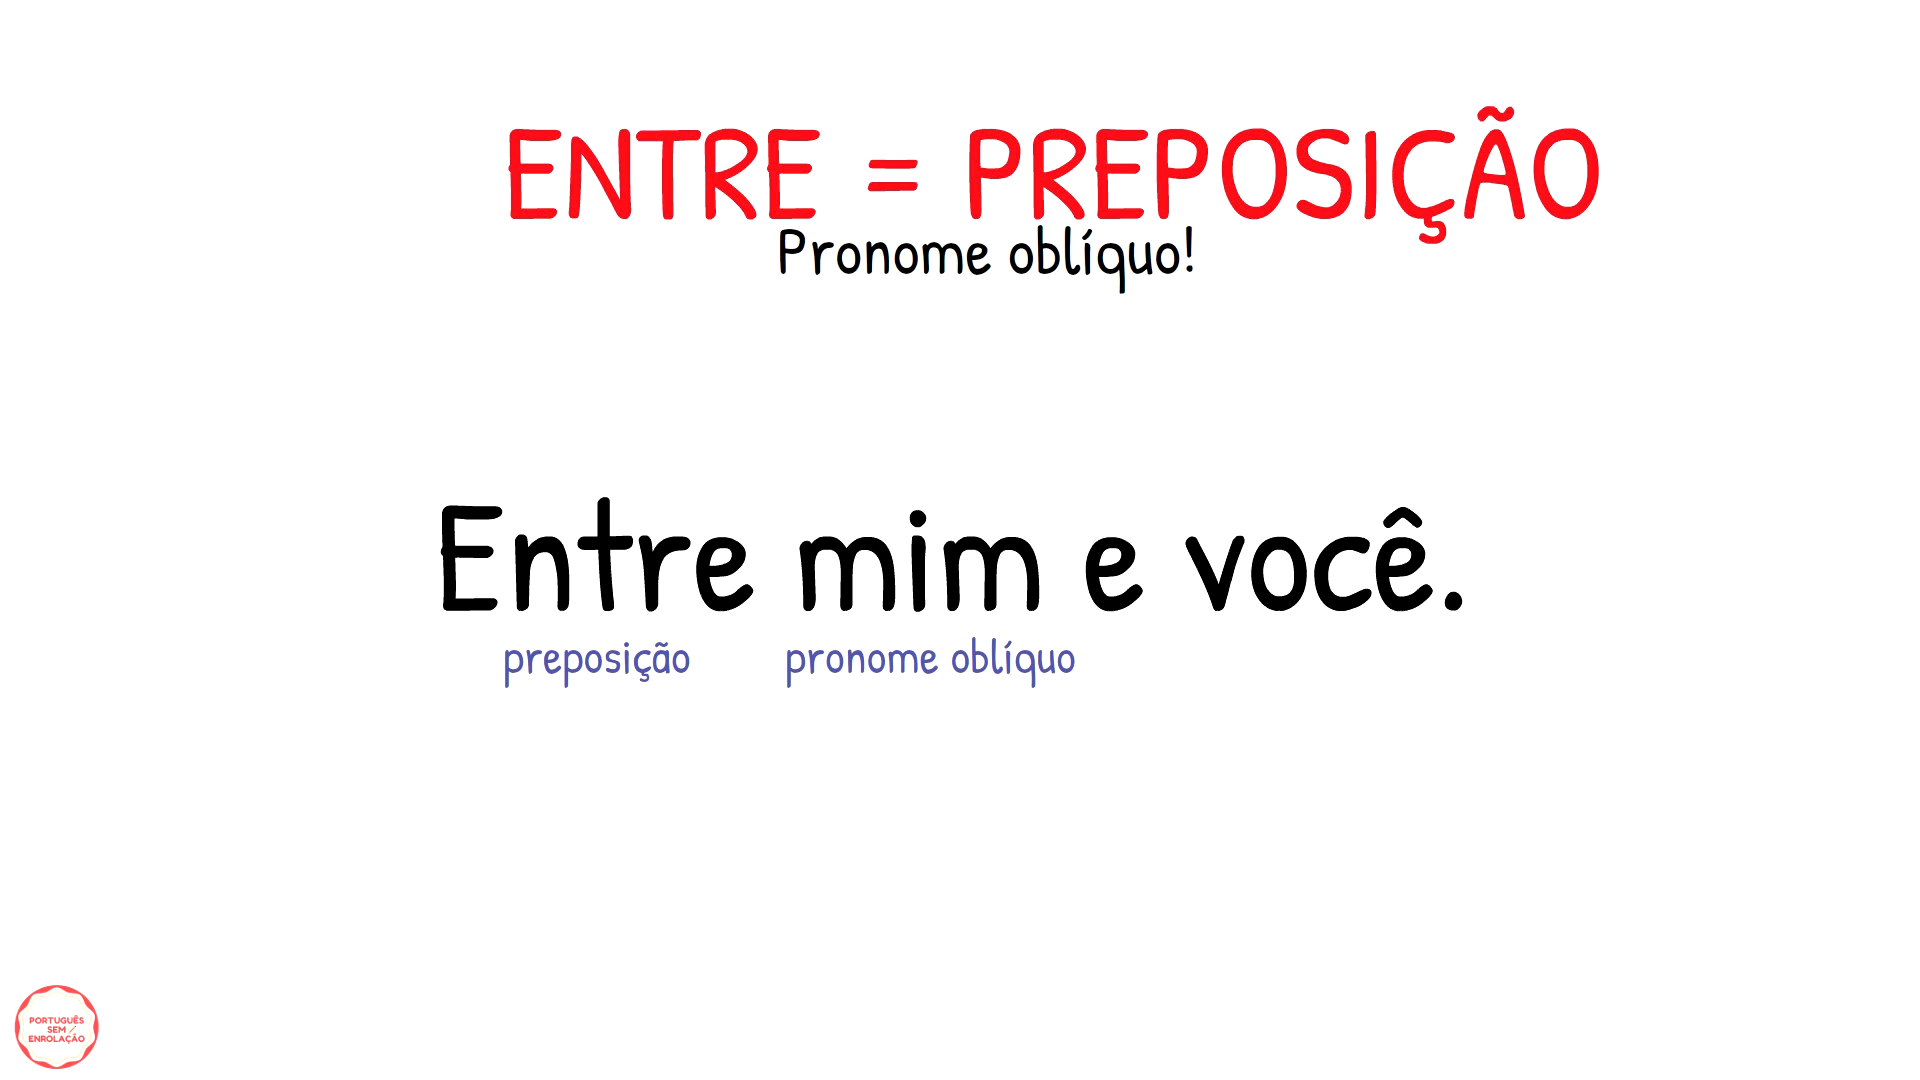 ENTRE = PREPOSIÇÃO
Pronome oblíquo!
Entre mim e você.
preposição pronome oblíquo
PORTUGUÊS
SEM
ENROLAÇÃO